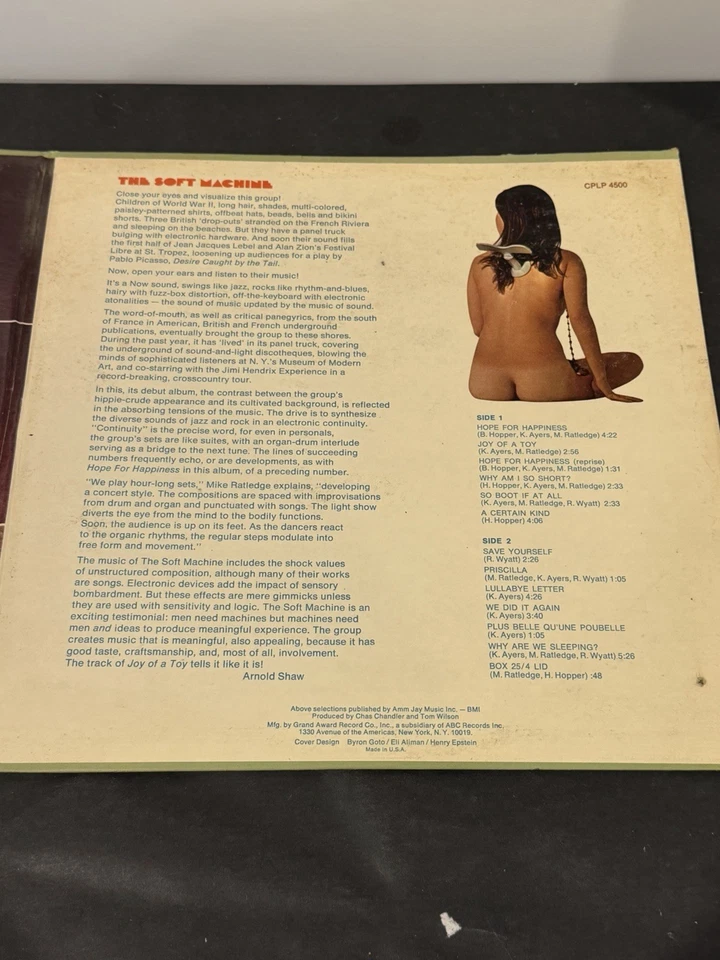 THE SOFT MACHINE
Close your eyes and visualize this group!
Children of World War II, long hair, shades, multi-colored,
paisley-patterned shirts, offbeat hats, beads, bells and bikini
shorts. Three British 'drop-outs' stranded on the French Riviera
and sleeping on the beaches. But they have a panel truck
bulging with electronic hardware. And soon their sound fills
the first half of Jean Jacques Lebel and Alan Zion's Festival
Libre at St. Tropez, loosening up audiences for a play by
Pablo Picasso, Desire Caught by the Tail.
Now, open your ears and listen to their music!
It's a Now sound, swings like jazz, rocks like rhythm-and-blues,
hairy with fuzz-box distortion, off-the-keyboard with electronic
atonalities — the sound of music updated by the music of sound.
The word-of-mouth, as well as critical panegyrics, from the south
of France in American, British and French underground
publications, eventually brought the group to these shores.
During the past year, it has 'lived' in its panel truck, covering
the underground of sound-and-light discotheques, blowing the
minds of sophisticated listeners at N. Y.'s Museum of Modern
Art, and co-starring with the Jimi Hendrix Experience in a
record-breaking, crosscountry tour.
In this, its debut album, the contrast between the group's
hippie-crude appearance and its cultivated background, is reflected
in the absorbing tensions of the music. The drive is to synthesize
the diverse sounds of jazz and rock in an electronic continuity.
"Continuity" is the precise word, for even in personals,
the group's sets are like suites, with an organ-drum interlude
serving as a bridge to the next tune. The lines of succeeding
numbers frequently echo, or are developments, as with
Hope For Happiness in this album, of a preceding number.
"We play hour-long sets," Mike Ratledge explains, "developing
a concert style. The compositions are spaced with improvisations
from drum and organ and punctuated with songs. The light show
diverts the eye from the mind to the bodily functions.
Soon, the audience is up on its feet. As the dancers react
to the organic rhythms, the regular steps modulate into
free form and movement."
The music of The Soft Machine includes the shock values
of unstructured composition, although many of their works
are songs. Electronic devices add the impact of sensory
bombardment. But these effects are mere gimmicks unless
they are used with sensitivity and logic. The Soft Machine is an
exciting testimonial: men need machines but machines need
men and ideas to produce meaningful experience. The group
creates music that is meaningful, also appealing, because it has
good taste, craftsmanship, and, most of all, involvement.
The track of Joy of a Toy tells it like it is!
Arnold Shaw
CPLP 4500
SIDE 1
HOPE FOR HAPPINESS
(B. Hopper, K. Ayers, M. Ratledge) 4:22
JOY OF A TOY
(K. Ayers, M. Ratledge) 2:56
HOPE FOR HAPPINESS (reprise)
(B. Hopper, K. Ayers, M. Ratledge) 1:31
WHY AM I SO SHORT?
(H. Hopper, K. Ayers, M. Ratledge) 2:33
SO BOOT IF AT ALL
(K. Ayers, M. Ratledge, R. Wyatt) 2:33
A CERTAIN KIND
(H. Hopper) 4:06
SIDE 2
SAVE YOURSELF
(R. Wyatt) 2:26
PRISCILLA
(M. Ratledge, K. Ayers, R. Wyatt) 1:05
LULLABYE LETTER
(K. Ayers) 4:26
WE DID IT AGAIN
(K. Ayers) 3:40
PLUS BELLE QU'UNE POUBELLE
(K. Ayers) 1:05
WHY ARE WE SLEEPING?
(K. Ayers, M. Ratledge, R. Wyatt) 5:26
BOX 25/4 LID
(M. Ratledge, H. Hopper) :48
Above selections published by Amm Jay Music Inc. — BMI
Produced by Chas Chandler and Tom Wilson
Mfg. by Grand Award Record Co., Inc., a subsidiary of ABC Records Inc.
1330 Avenue of the Americas, New York, N. Y. 10019.
Cover Design Byron Goto / Eli Aliman / Henry Epstein
Made in U.S.A.